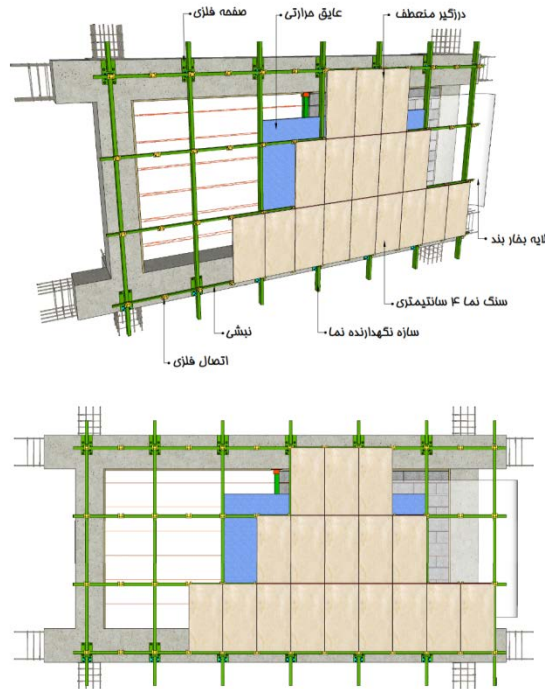 صفحه فلزی
عایق حرارتی
درزگیر منعطف
لایه بخار بند
سنگ نما ۴ سانتیمتری
سازه نگهدارنده نما
نبشی
اتصال فلزی